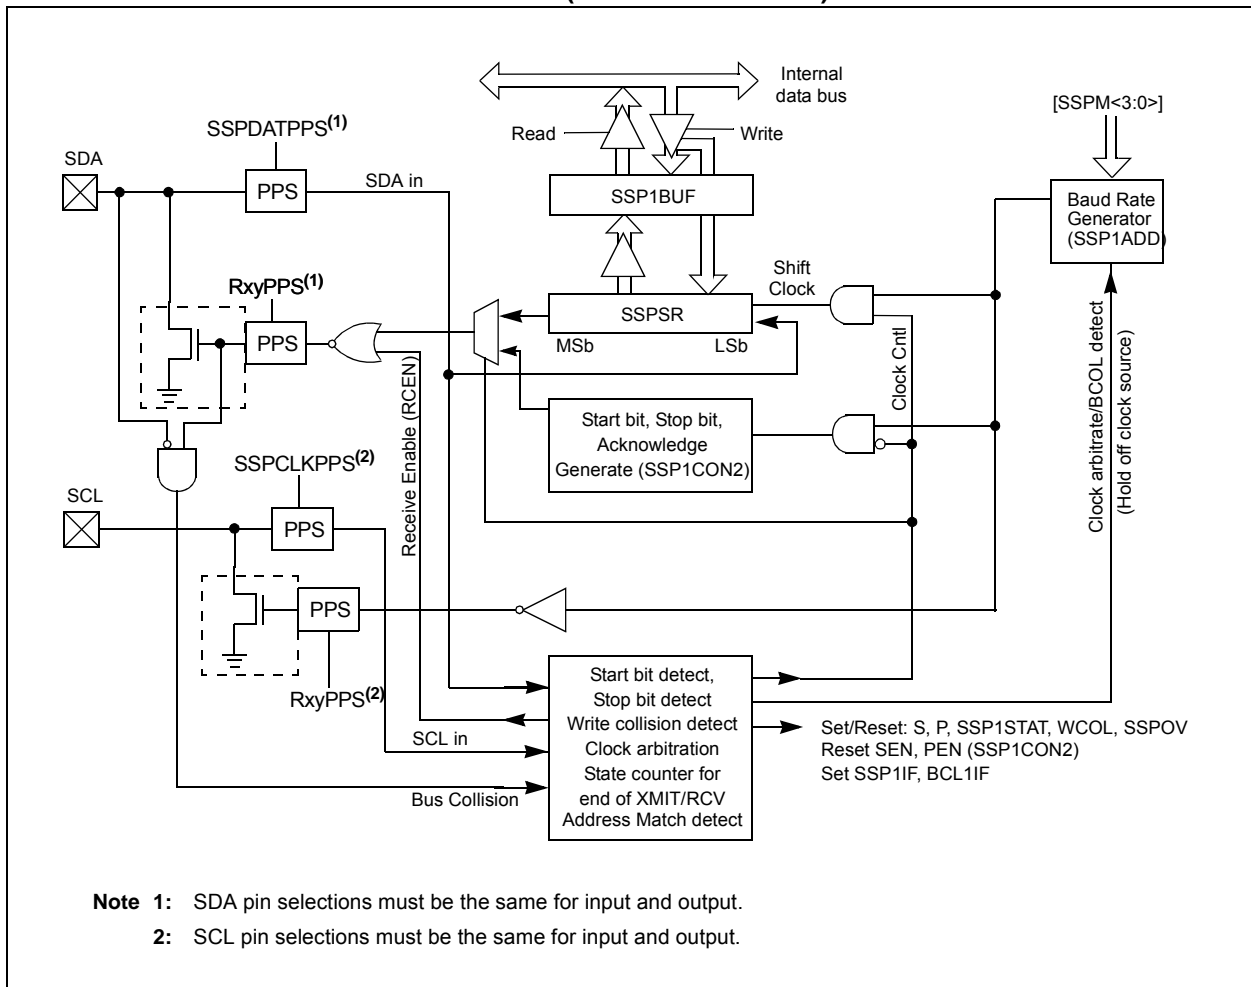 Internal
data bus
[SSPM<3:0>]
SSPDATPPS(1)
Read
Write
SDA
PPS
SDA in
SSP1BUF
Baud Rate
Generator
(SSP1ADD)
RxyPPS(1)
Shift
Clock
PPS
SSPSR
MSb
LSb
Clock Cntl
Receive Enable (RCEN)
Clock arbitrate/BCOL detect
(Hold off clock source)
Start bit, Stop bit,
Acknowledge
Generate (SSP1CON2)
SSPCLKPPS(2)
SCL
PPS
PPS
RxyPPS(2)
SCL in
Bus Collision
Start bit detect,
Stop bit detect
Write collision detect
Clock arbitration
State counter for
end of XMIT/RCV
Address Match detect
Set/Reset: S, P, SSP1STAT, WCOL, SSPOV
Reset SEN, PEN (SSP1CON2)
Set SSP1IF, BCL1IF
Note 1: SDA pin selections must be the same for input and output.
2: SCL pin selections must be the same for input and output.